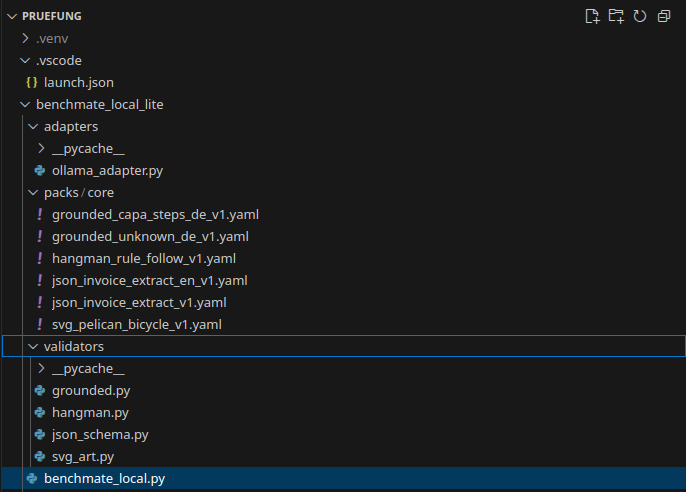 PRUEFUNG
.venv
.vscode
{} launch.json
benchmate_local_lite
adapters
__pycache__
ollama_adapter.py
packs / core
! grounded_capa_steps_de_v1.yaml
! grounded_unknown_de_v1.yaml
! hangman_rule_follow_v1.yaml
! json_invoice_extract_en_v1.yaml
! json_invoice_extract_v1.yaml
! svg_pelican_bicycle_v1.yaml
validators
__pycache__
grounded.py
hangman.py
json_schema.py
svg_art.py
benchmate_local.py